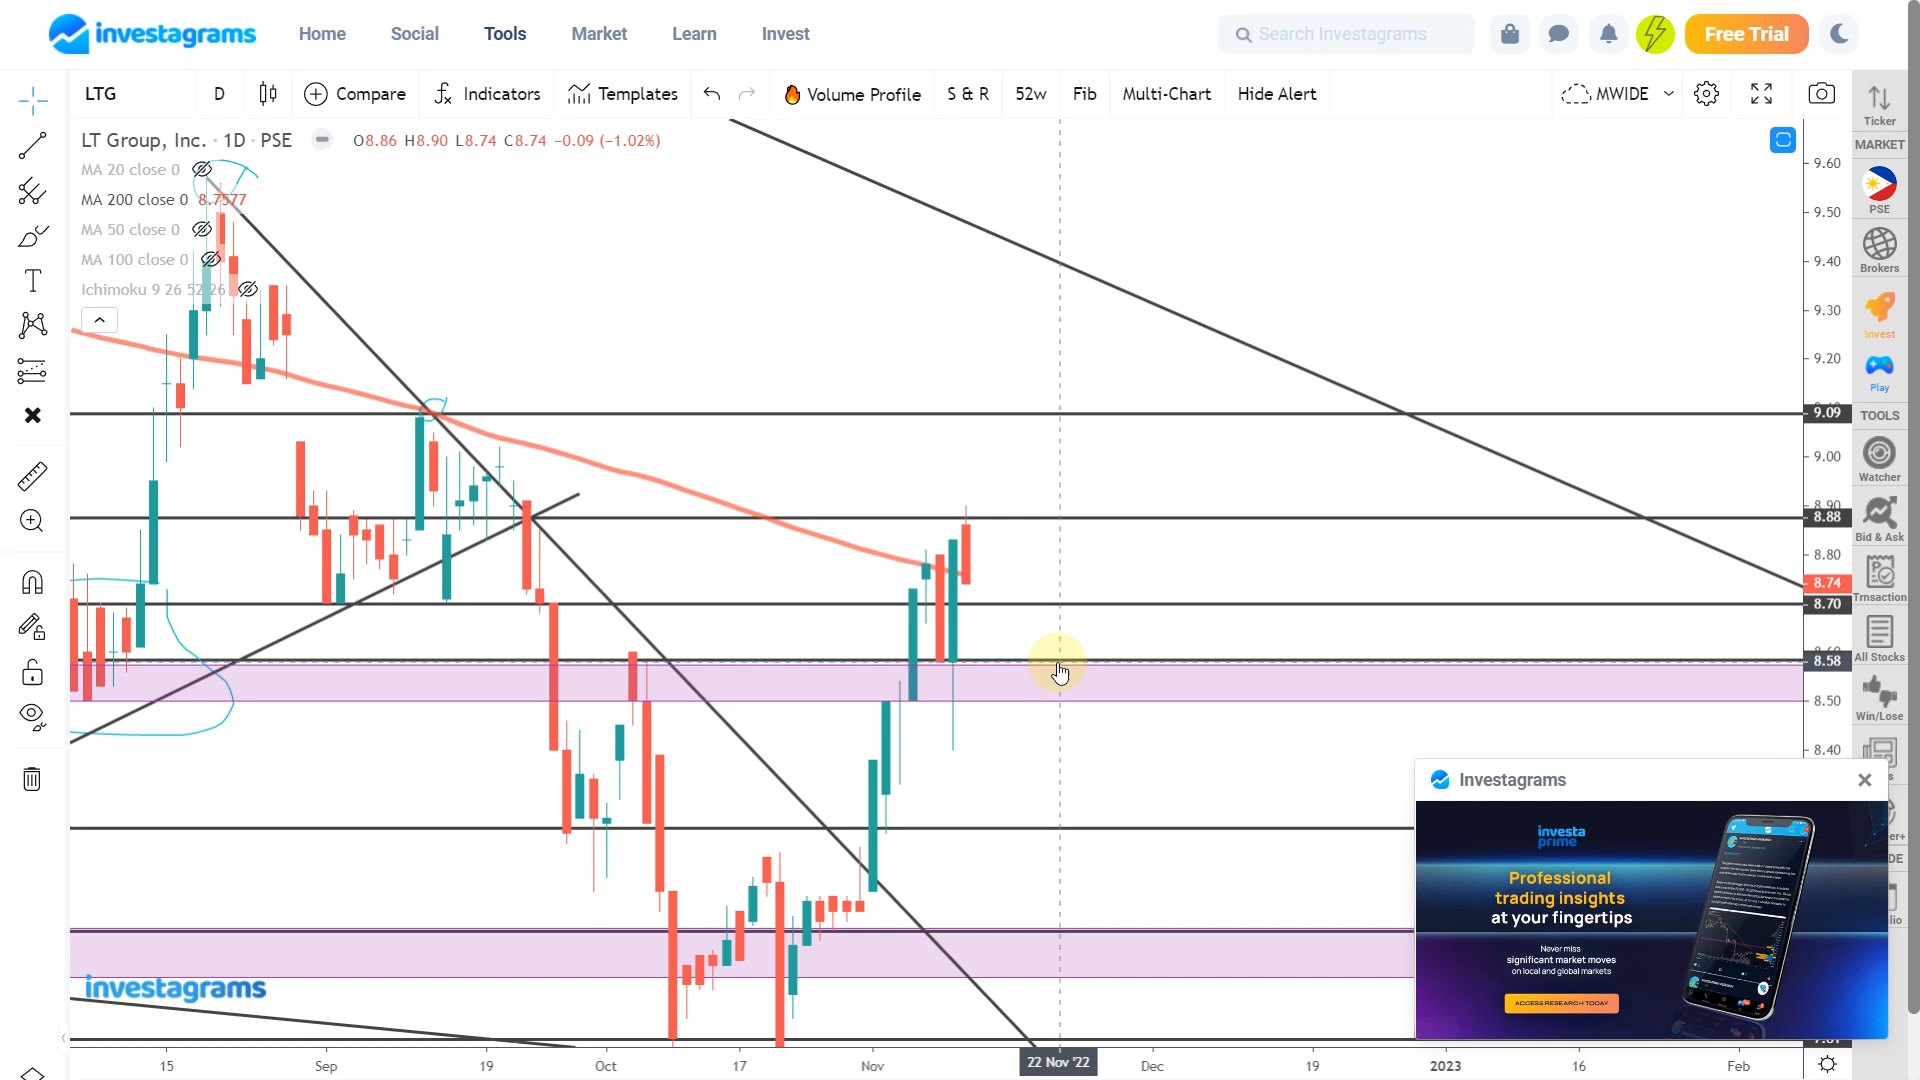 investagrams
Home Social Tools Market Learn Invest
Search Investagrams
Free Trial
LTG D Compare Indicators Templates Volume Profile S & R 52w Fib Multi-Chart Hide Alert MWIDE
LT Group, Inc. · 1D · PSE O8.86 H8.90 L8.74 C8.74 −0.09 (−1.02%)
MA 20 close 0
MA 200 close 0 8.7577
MA 50 close 0
MA 100 close 0
Ichimoku 9 26 52 26
9.60
9.50
9.40
9.30
9.20
9.09
9.00
8.90
8.88
8.80
8.74
8.70
8.58
8.50
8.40
Ticker
MARKET
PSE
Brokers
Invest
Play
TOOLS
Watcher
Bid & Ask
Trnsaction
All Stocks
Win/Lose
Investagrams
investa
prime
Professional
trading insights
at your fingertips
Never miss
significant market moves
on local and global markets
ACCESS RESEARCH TODAY
investagrams
15 Sep 19 Oct 17 Nov 22 Nov '22 Dec 19 2023 16 Feb